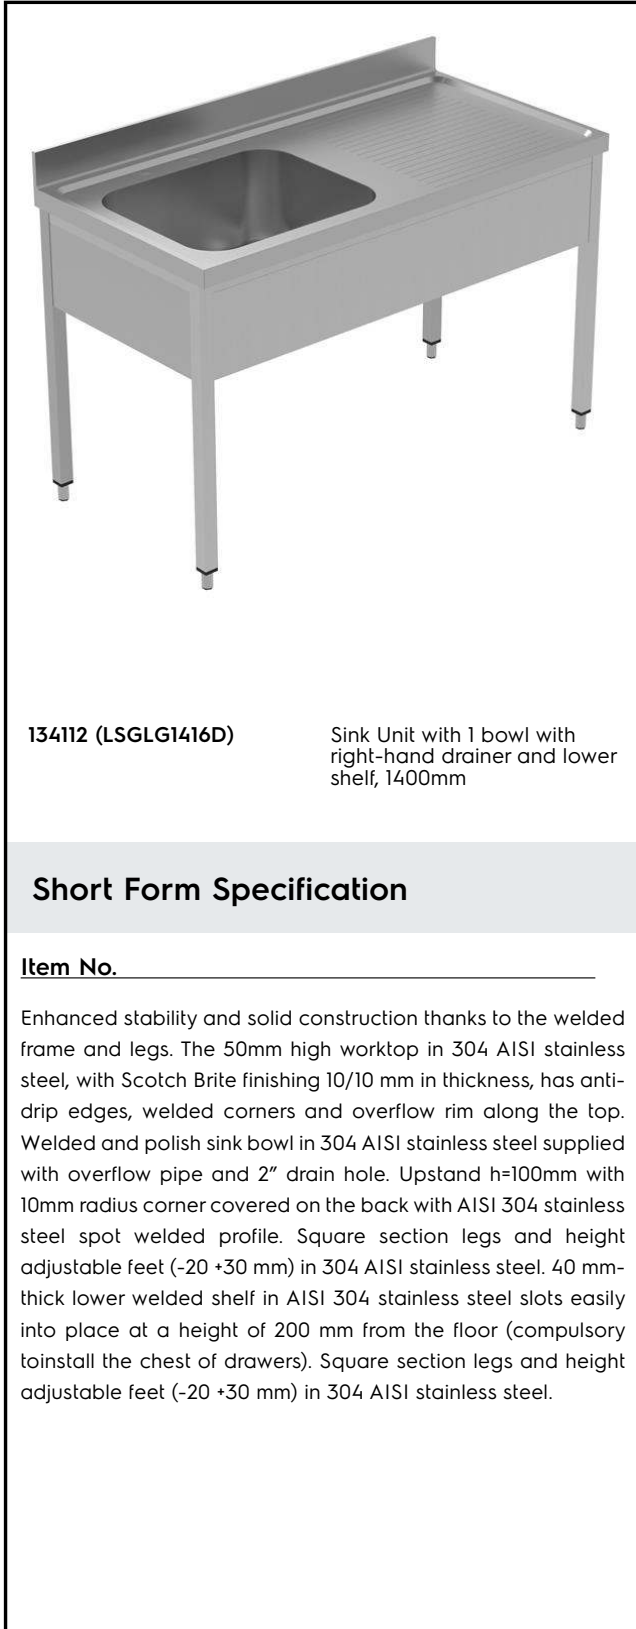 134112 (LSGLG1416D)
Sink Unit with 1 bowl with
right-hand drainer and lower
shelf, 1400mm
Short Form Specification
Item No.
Enhanced stability and solid construction thanks to the welded
frame and legs. The 50mm high worktop in 304 AISI stainless
steel, with Scotch Brite finishing 10/10 mm in thickness, has anti-
drip edges, welded corners and overflow rim along the top.
Welded and polish sink bowl in 304 AISI stainless steel supplied
with overflow pipe and 2” drain hole. Upstand h=100mm with
10mm radius corner covered on the back with AISI 304 stainless
steel spot welded profile. Square section legs and height
adjustable feet (-20 +30 mm) in 304 AISI stainless steel. 40 mm-
thick lower welded shelf in AISI 304 stainless steel slots easily
into place at a height of 200 mm from the floor (compulsory
toinstall the chest of drawers). Square section legs and height
adjustable feet (-20 +30 mm) in 304 AISI stainless steel.